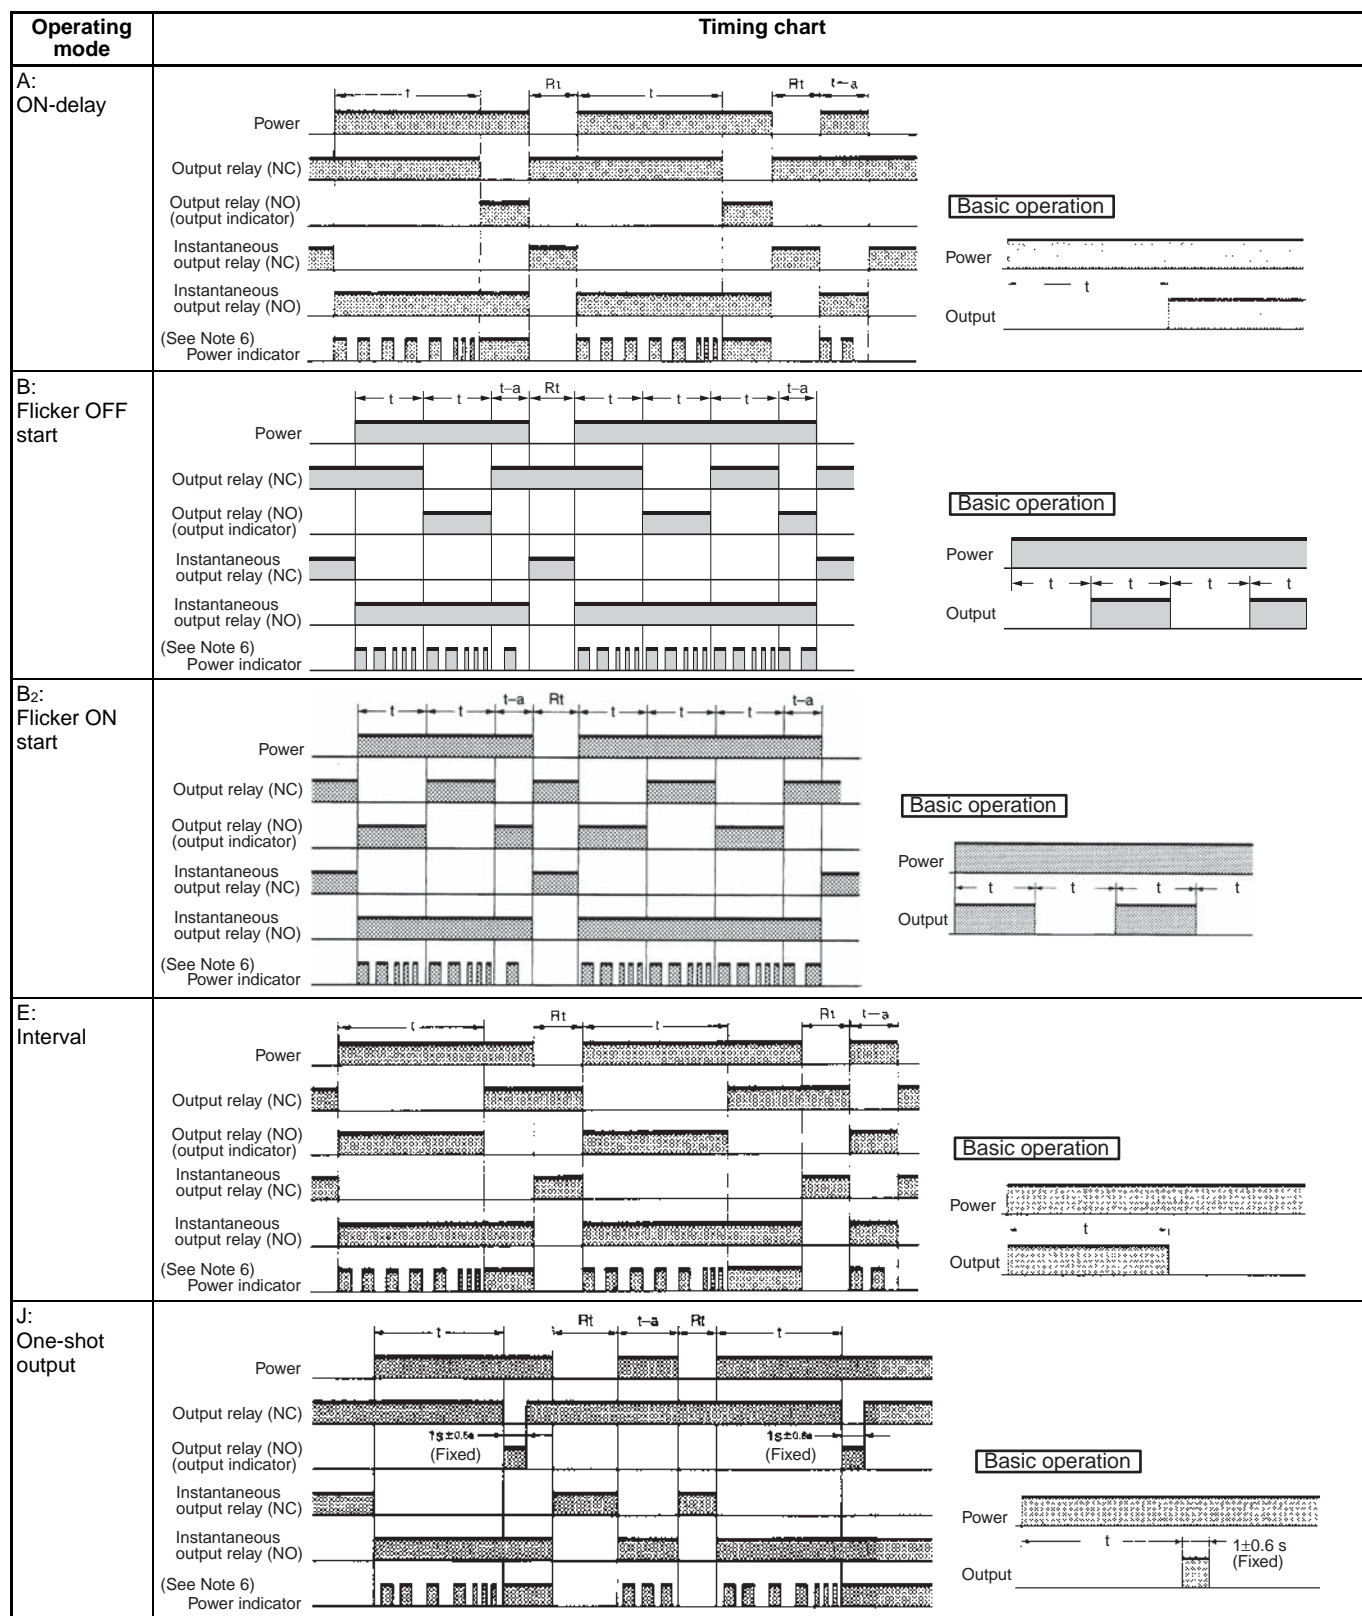 Operating mode
Timing chart
A:
ON-delay
t
Rt
t
Rt
t–a
Power
Output relay (NC)
Output relay (NO)
(output indicator)
Instantaneous
output relay (NC)
Instantaneous
output relay (NO)
(See Note 6)
Power indicator
Basic operation
Power
t
Output
B:
Flicker OFF
start
t
t
t–a
Rt
t
t
t
t–a
Power
Output relay (NC)
Output relay (NO)
(output indicator)
Instantaneous
output relay (NC)
Instantaneous
output relay (NO)
(See Note 6)
Power indicator
Basic operation
Power
t
t
t
t
Output
B2:
Flicker ON
start
t
t
t–a
Rt
t
t
t
t–a
Power
Output relay (NC)
Output relay (NO)
(output indicator)
Instantaneous
output relay (NC)
Instantaneous
output relay (NO)
(See Note 6)
Power indicator
Basic operation
Power
t
t
t
t
Output
E:
Interval
t
Rt
t
Rt
t–a
Power
Output relay (NC)
Output relay (NO)
(output indicator)
Instantaneous
output relay (NC)
Instantaneous
output relay (NO)
(See Note 6)
Power indicator
Basic operation
Power
t
Output
J:
One-shot
output
t
Rt
t–a
Rt
t
Power
Output relay (NC)
Output relay (NO)
(output indicator)
(Fixed)
(Fixed)
Instantaneous
output relay (NC)
Instantaneous
output relay (NO)
(See Note 6)
Power indicator
Basic operation
Power
t
1±0.6 s
(Fixed)
Output